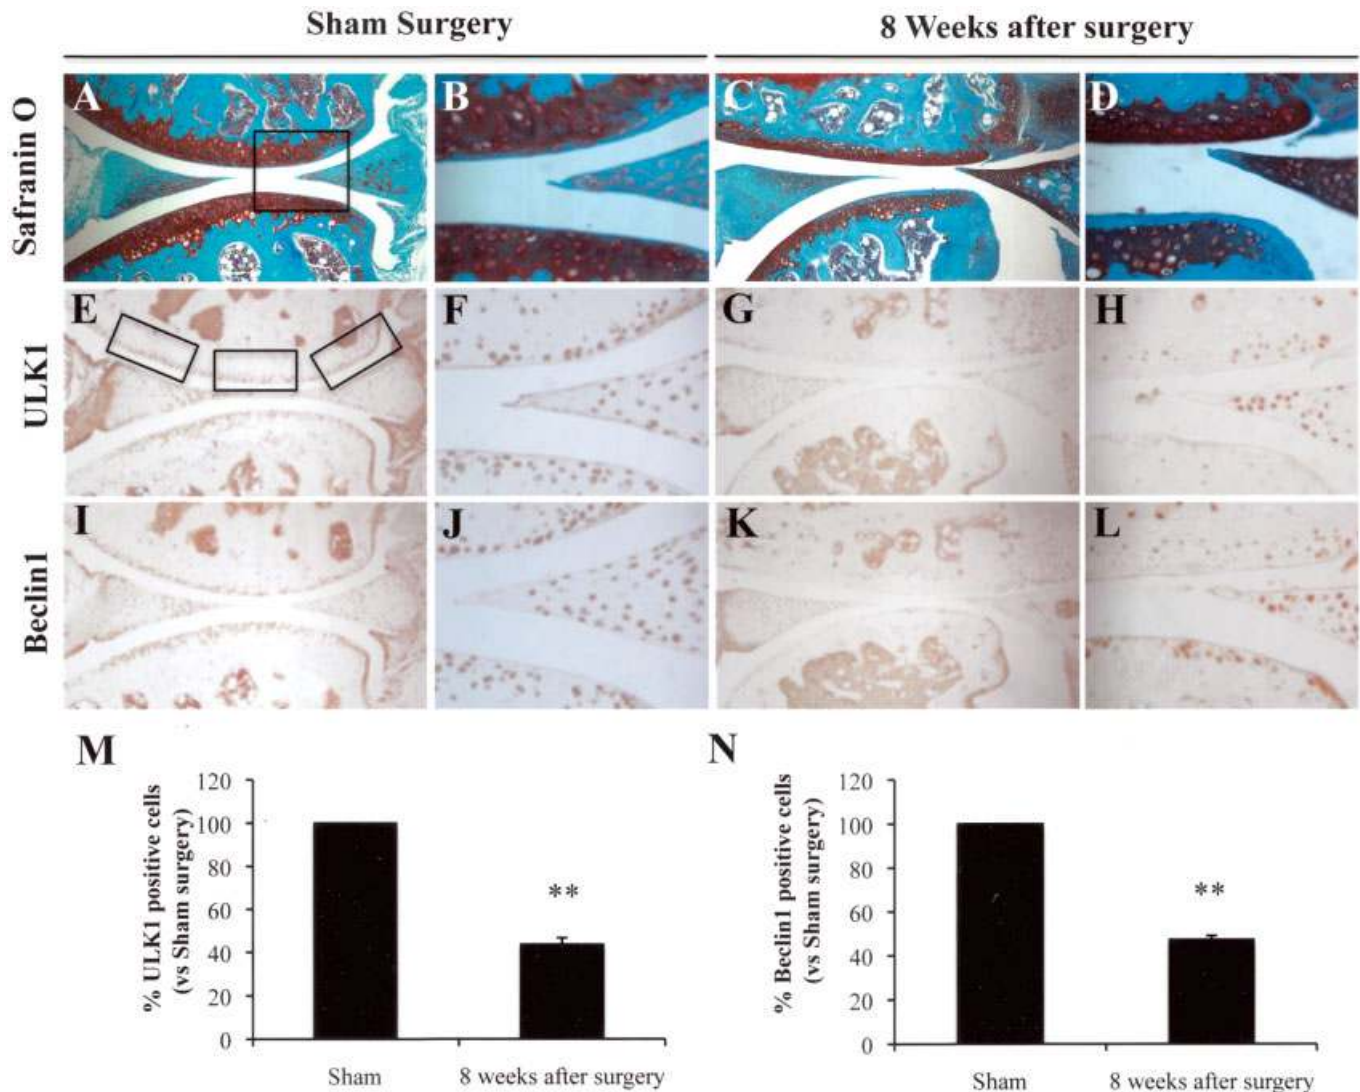 Sham Surgery
8 Weeks after surgery
Safranin O
A
B
C
D
ULK1
E
F
G
H
Beclin1
I
J
K
L
M
% ULK1 positive cells
(vs Sham surgery)
120
100
80
60
40
20
0
**
Sham
8 weeks after surgery
N
% Beclin1 positive cells
(vs Sham surgery)
120
100
80
60
40
20
0
**
Sham
8 weeks after surgery